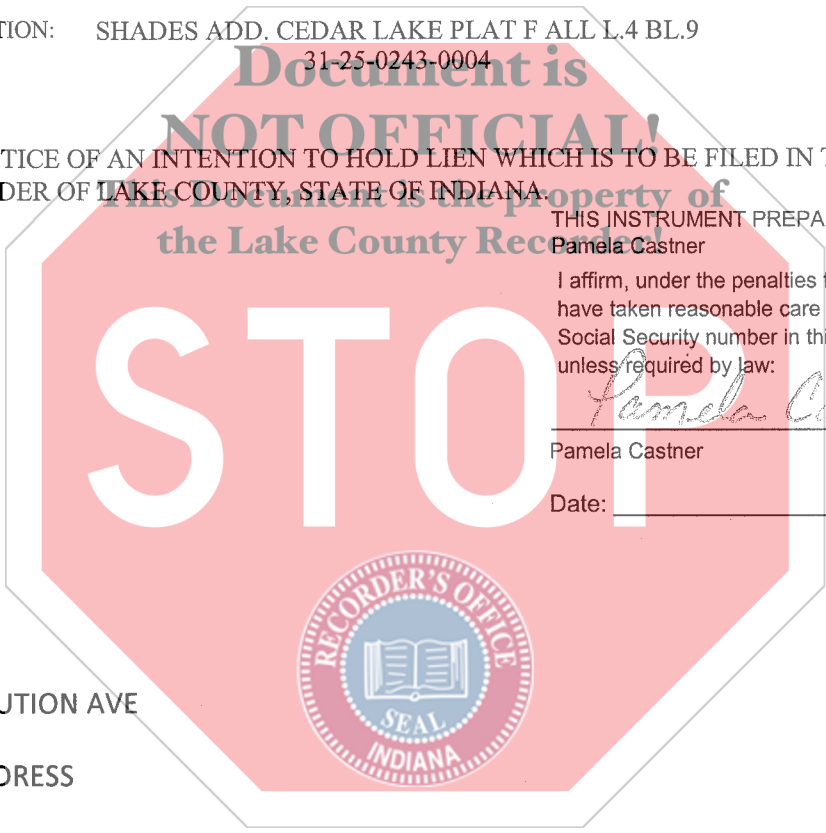 TION: SHADES ADD. CEDAR LAKE PLAT F ALL L.4 BL.9
31-25-0243-0004
Document is
NOT OFFICIAL!
TICE OF AN INTENTION TO HOLD LIEN WHICH IS TO BE FILED IN T
DER OF LAKE COUNTY, STATE OF INDIANA.
This Document is the property of
the Lake County Recorder!
THIS INSTRUMENT PREPA
Pamela Castner
I affirm, under the penalties f
have taken reasonable care
Social Security number in thi
unless required by law:
Pamela C
Pamela Castner
Date:
STOP
RECORDER'S OFFICE
SEAL
INDIANA
UTION AVE
DRESS